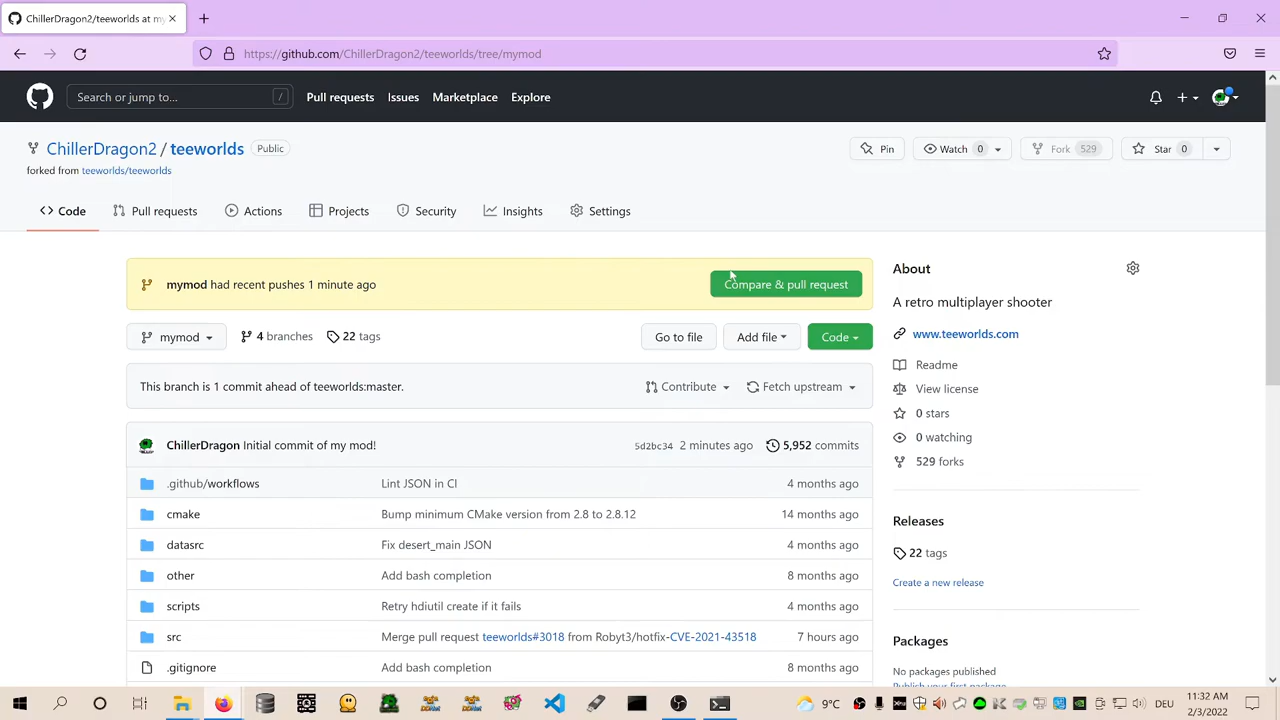 ChillerDragon2/teeworlds at my
https://github.com/ChillerDragon2/teeworlds/tree/mymod
Search or jump to...
/
Pull requests
Issues
Marketplace
Explore
ChillerDragon2 / teeworlds
Public
Pin
Watch 0
Fork 529
Star 0
forked from teeworlds/teeworlds
Code
Pull requests
Actions
Projects
Security
Insights
Settings
mymod had recent pushes 1 minute ago
Compare & pull request
mymod
4 branches
22 tags
Go to file
Add file
Code
This branch is 1 commit ahead of teeworlds:master.
Contribute
Fetch upstream
ChillerDragon Initial commit of my mod!
5d2bc34 2 minutes ago
5,952 commits
.github/workflows
Lint JSON in CI
4 months ago
cmake
Bump minimum CMake version from 2.8 to 2.8.12
14 months ago
datasrc
Fix desert_main JSON
4 months ago
other
Add bash completion
8 months ago
scripts
Retry hdiutil create if it fails
4 months ago
src
Merge pull request teeworlds#3018 from Robyt3/hotfix-CVE-2021-43518
7 hours ago
.gitignore
Add bash completion
8 months ago
About
A retro multiplayer shooter
www.teeworlds.com
Readme
View license
0 stars
0 watching
529 forks
Releases
22 tags
Create a new release
Packages
No packages published
Publish your first package
9°C
DEU
11:32 AM
2/3/2022